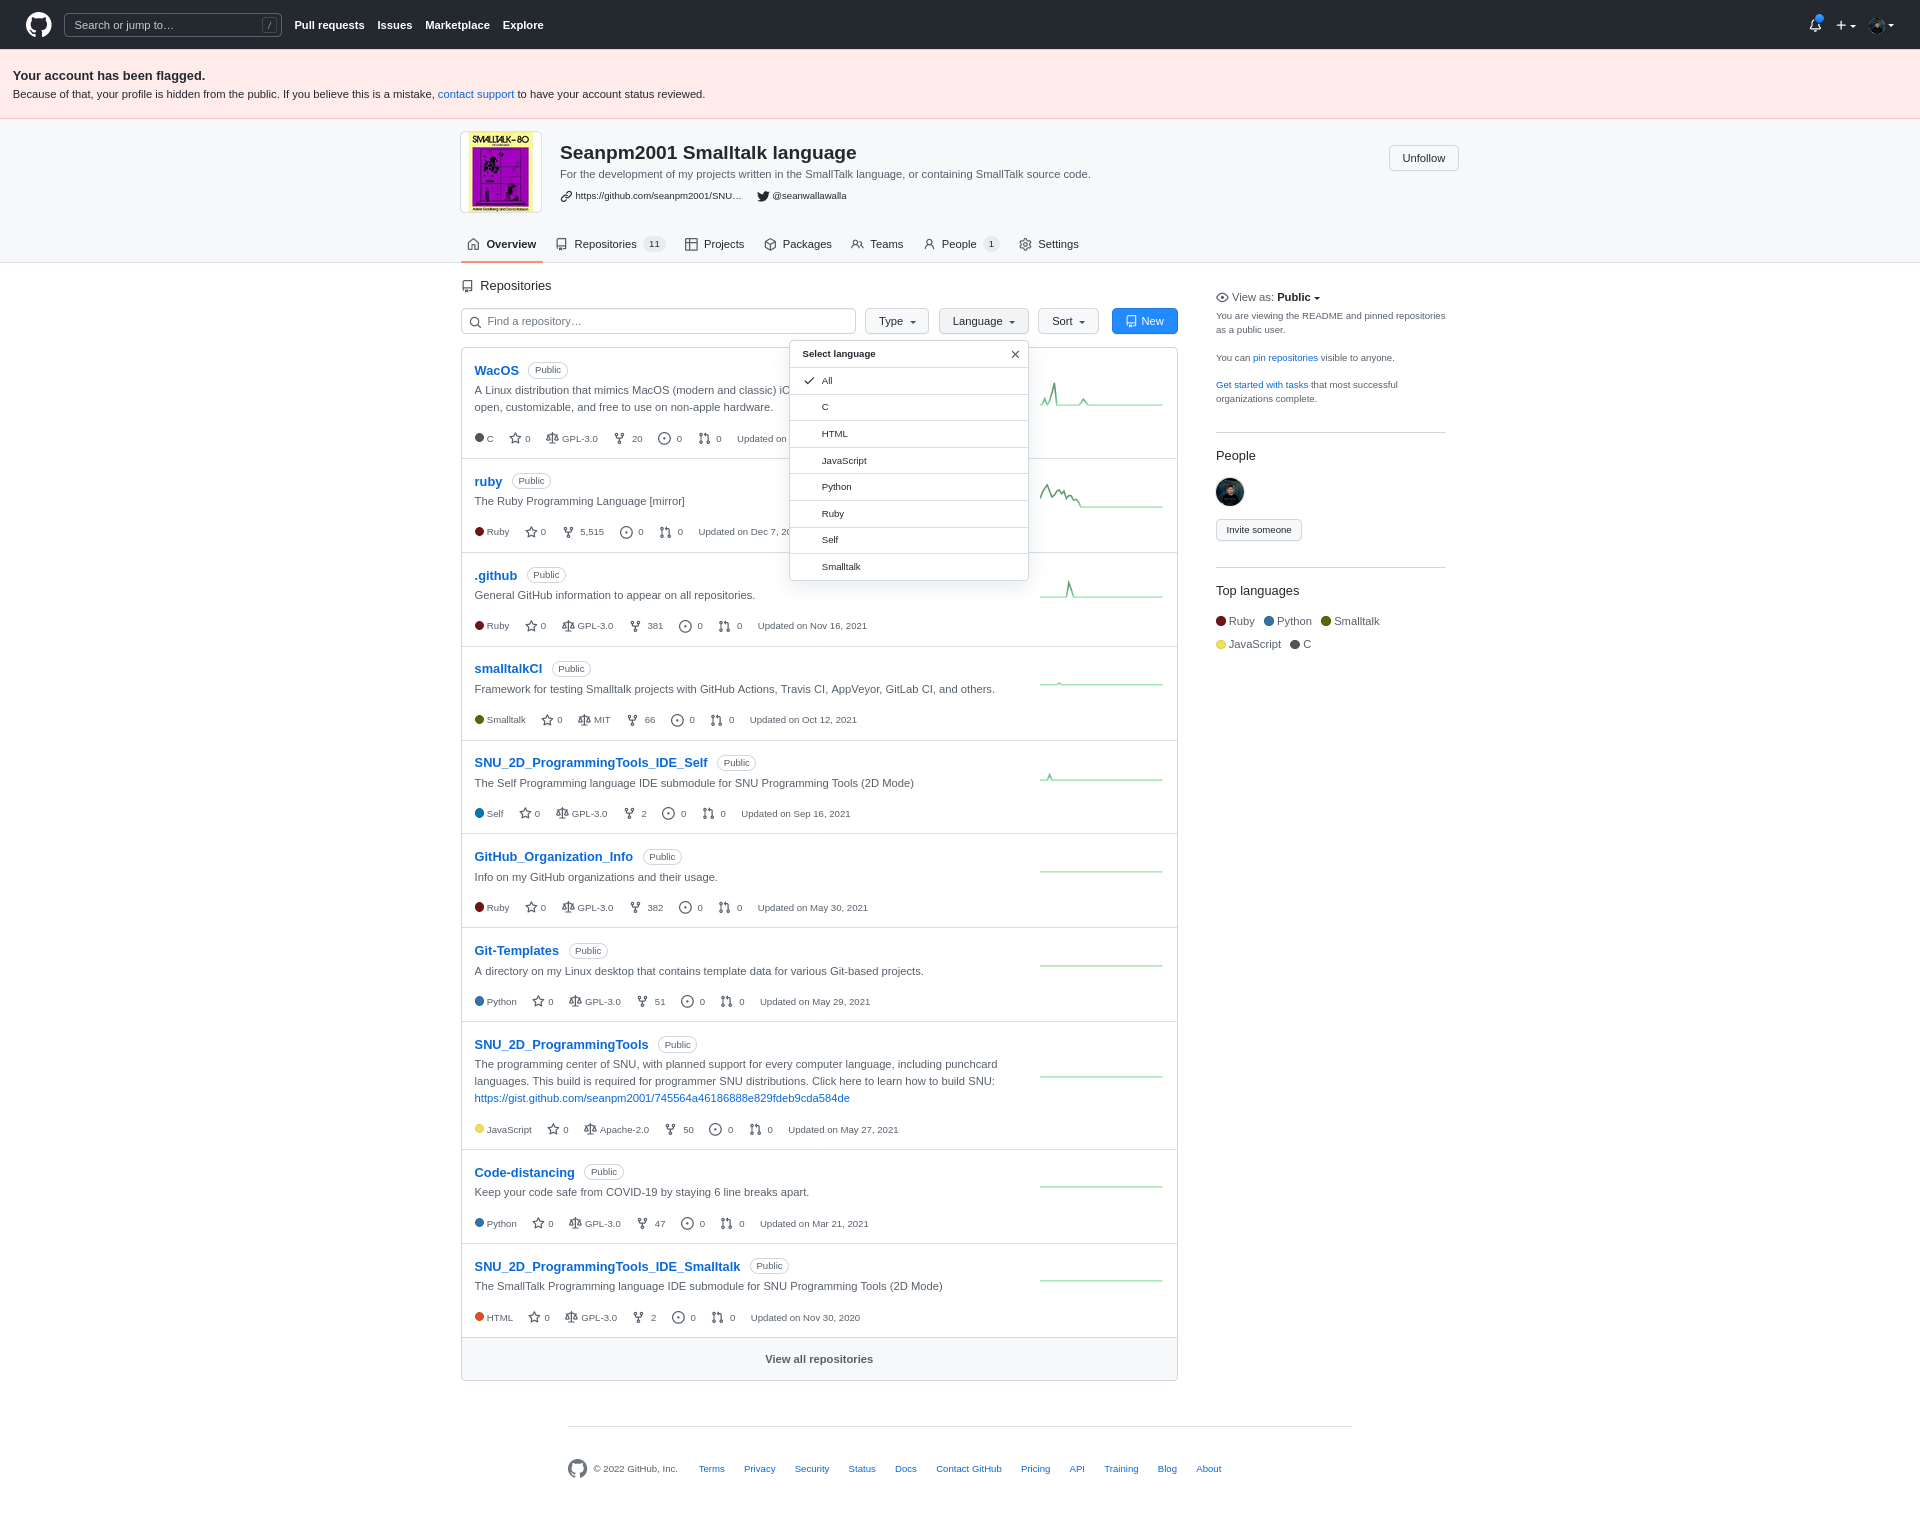 Search or jump to… /
Pull requests Issues Marketplace Explore
Your account has been flagged.
Because of that, your profile is hidden from the public. If you believe this is a mistake, contact support to have your account status reviewed.
SMALLTALK-80
Adele Goldberg and David Robson
Seanpm2001 Smalltalk language
For the development of my projects written in the SmallTalk language, or containing SmallTalk source code.
https://github.com/seanpm2001/SNU… @seanwallawalla
Unfollow
Overview Repositories 11 Projects Packages Teams People 1 Settings
Repositories
Find a repository… Type Language Sort New
Select language
All
C
HTML
JavaScript
Python
Ruby
Self
Smalltalk
WacOS Public
A Linux distribution that mimics MacOS (modern and classic) iO
open, customizable, and free to use on non-apple hardware.
C 0 GPL-3.0 20 0 0 Updated on
ruby Public
The Ruby Programming Language [mirror]
Ruby 0 5,515 0 0 Updated on Dec 7, 20
.github Public
General GitHub information to appear on all repositories.
Ruby 0 GPL-3.0 381 0 0 Updated on Nov 16, 2021
smalltalkCI Public
Framework for testing Smalltalk projects with GitHub Actions, Travis CI, AppVeyor, GitLab CI, and others.
Smalltalk 0 MIT 66 0 0 Updated on Oct 12, 2021
SNU_2D_ProgrammingTools_IDE_Self Public
The Self Programming language IDE submodule for SNU Programming Tools (2D Mode)
Self 0 GPL-3.0 2 0 0 Updated on Sep 16, 2021
GitHub_Organization_Info Public
Info on my GitHub organizations and their usage.
Ruby 0 GPL-3.0 382 0 0 Updated on May 30, 2021
Git-Templates Public
A directory on my Linux desktop that contains template data for various Git-based projects.
Python 0 GPL-3.0 51 0 0 Updated on May 29, 2021
SNU_2D_ProgrammingTools Public
The programming center of SNU, with planned support for every computer language, including punchcard
languages. This build is required for programmer SNU distributions. Click here to learn how to build SNU:
https://gist.github.com/seanpm2001/745564a46186888e829fdeb9cda584de
JavaScript 0 Apache-2.0 50 0 0 Updated on May 27, 2021
Code-distancing Public
Keep your code safe from COVID-19 by staying 6 line breaks apart.
Python 0 GPL-3.0 47 0 0 Updated on Mar 21, 2021
SNU_2D_ProgrammingTools_IDE_Smalltalk Public
The SmallTalk Programming language IDE submodule for SNU Programming Tools (2D Mode)
HTML 0 GPL-3.0 2 0 0 Updated on Nov 30, 2020
View all repositories
View as: Public
You are viewing the README and pinned repositories
as a public user.
You can pin repositories visible to anyone.
Get started with tasks that most successful
organizations complete.
People
Invite someone
Top languages
Ruby Python Smalltalk
JavaScript C
© 2022 GitHub, Inc. Terms Privacy Security Status Docs Contact GitHub Pricing API Training Blog About